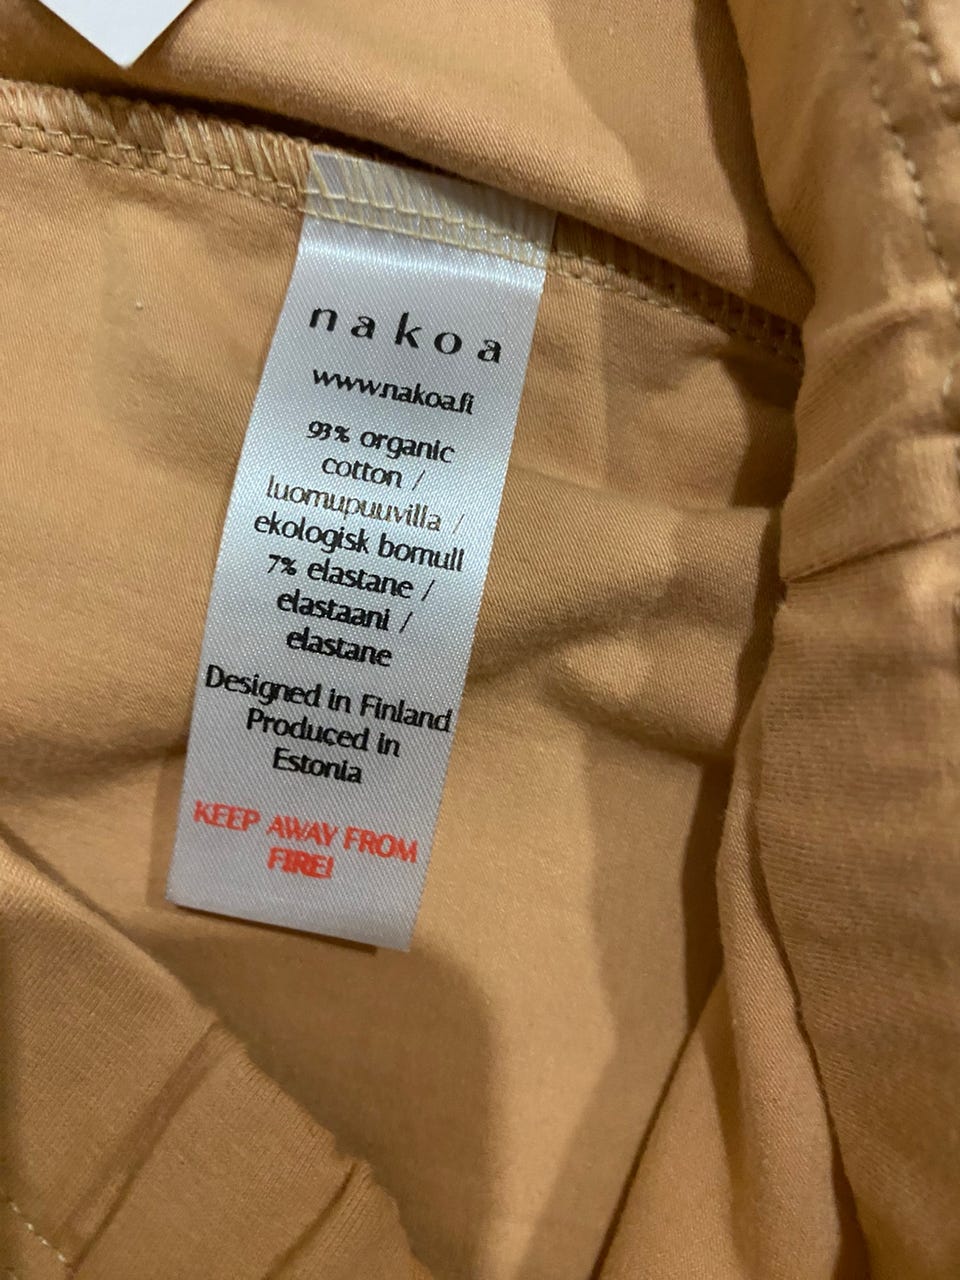 nakoa
www.nakoa.fi
93% organic
cotton /
luomupuuvilla /
ekologisk bomull
7% elastane /
elastaani /
elastane
Designed in Finland
Produced in
Estonia
KEEP AWAY FROM
FIRE!